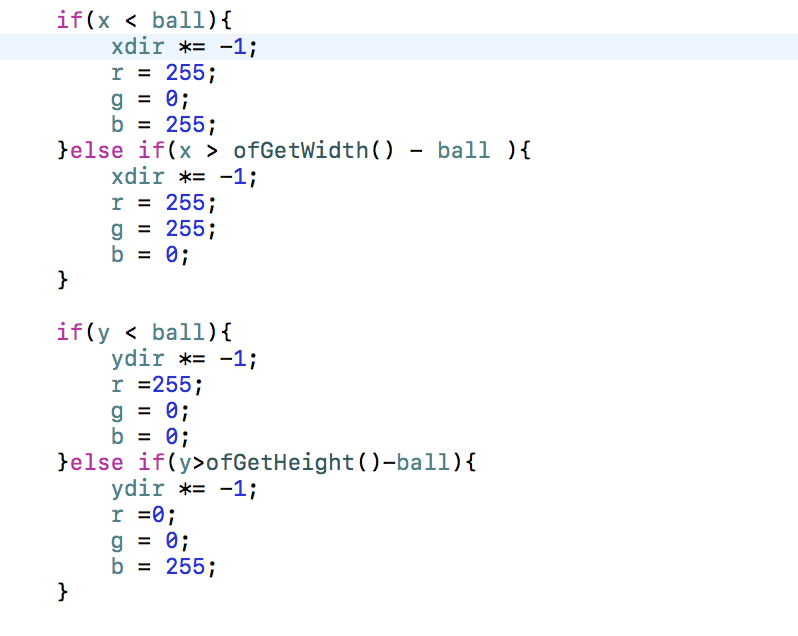 if(x < ball){
    xdir *= -1;
    r = 255;
    g = 0;
    b = 255;
}else if(x > ofGetWidth() - ball ){
    xdir *= -1;
    r = 255;
    g = 255;
    b = 0;
}

if(y < ball){
    ydir *= -1;
    r =255;
    g = 0;
    b = 0;
}else if(y>ofGetHeight()-ball){
    ydir *= -1;
    r =0;
    g = 0;
    b = 255;
}